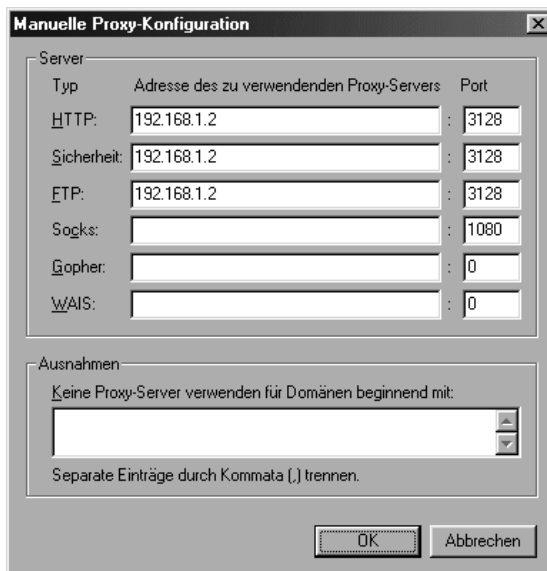 Manuelle Proxy-Konfiguration
Server
Typ Adresse des zu verwendenden Proxy-Servers Port
HTTP: 192.168.1.2 : 3128
Sicherheit: 192.168.1.2 : 3128
FTP: 192.168.1.2 : 3128
Socks: : 1080
Gopher: : 0
WAIS: : 0
Ausnahmen
Keine Proxy-Server verwenden für Domänen beginnend mit:
Separate Einträge durch Kommata (,) trennen.
OK Abbrechen